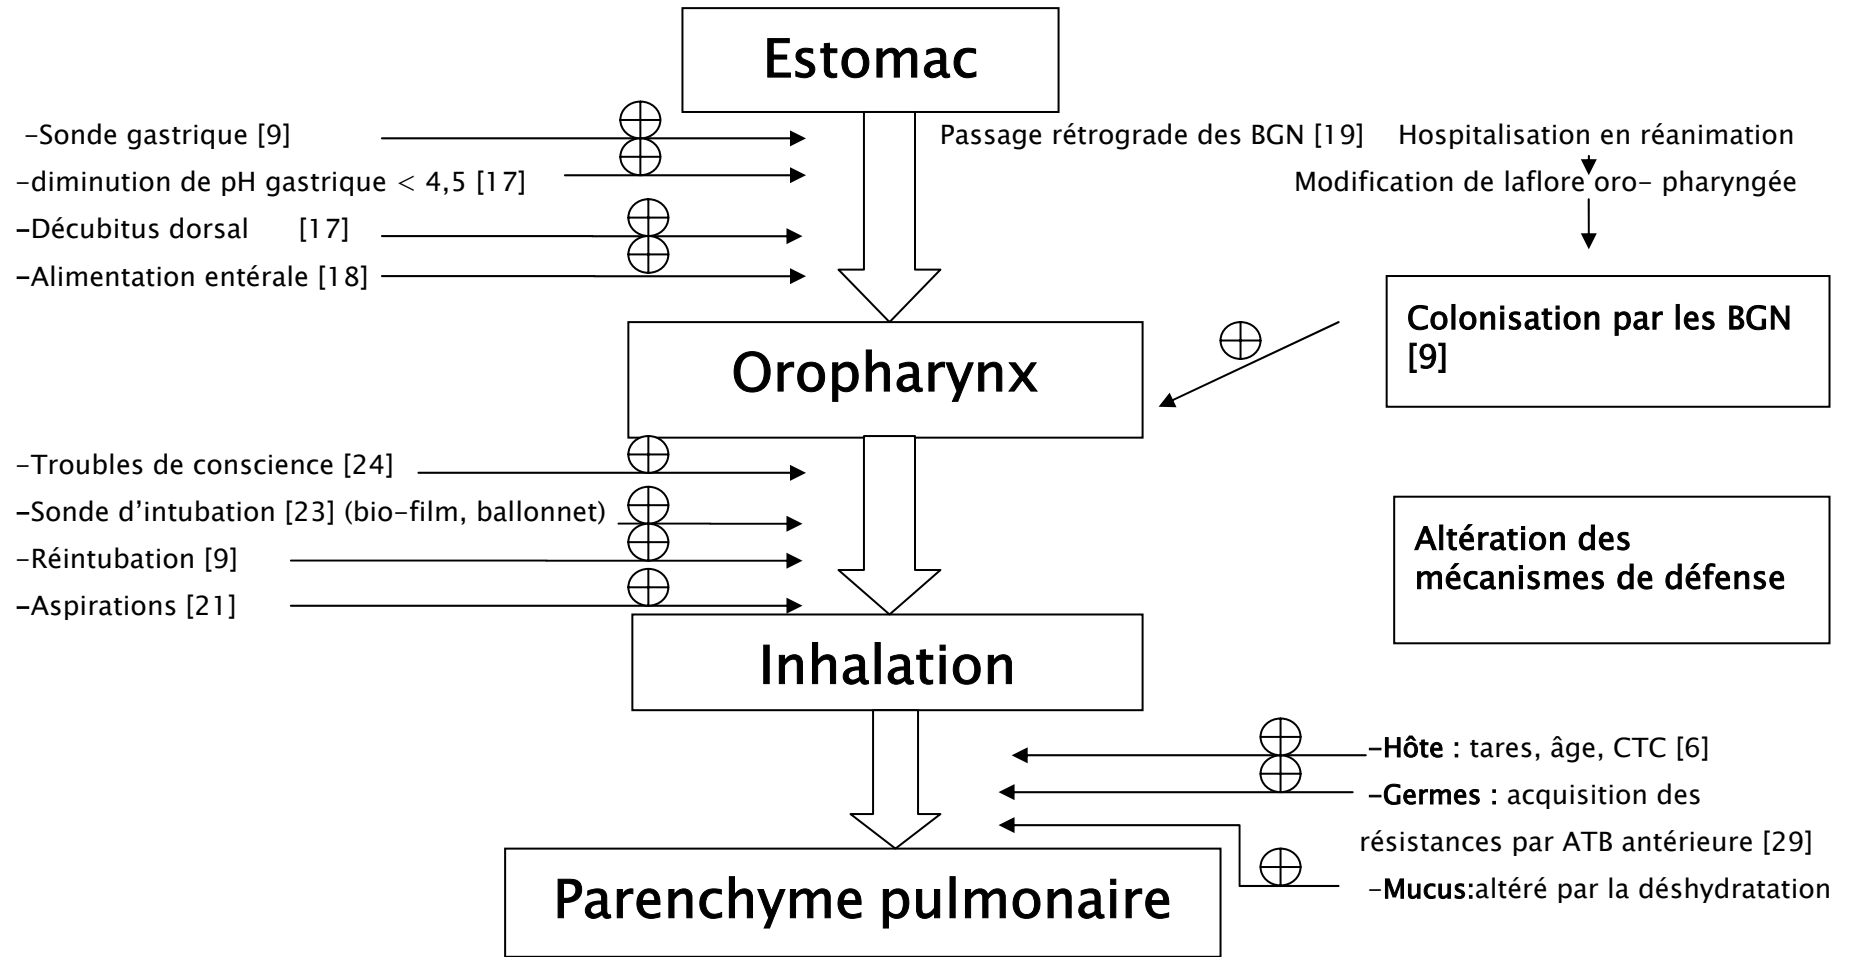 Estomac
–Sonde gastrique [9]
Passage rétrograde des BGN [19]
Hospitalisation en réanimation
–diminution de pH gastrique < 4,5 [17]
Modification de laflore oro– pharyngée
–Décubitus dorsal [17]
–Alimentation entérale [18]
Colonisation par les BGN
[9]
Oropharynx
–Troubles de conscience [24]
–Sonde d’intubation [23] (bio–film, ballonnet)
–Réintubation [9]
–Aspirations [21]
Altération des
mécanismes de défense
Inhalation
–Hôte : tares, âge, CTC [6]
–Germes : acquisition des
résistances par ATB antérieure [29]
–Mucus:altéré par la déshydratation
Parenchyme pulmonaire